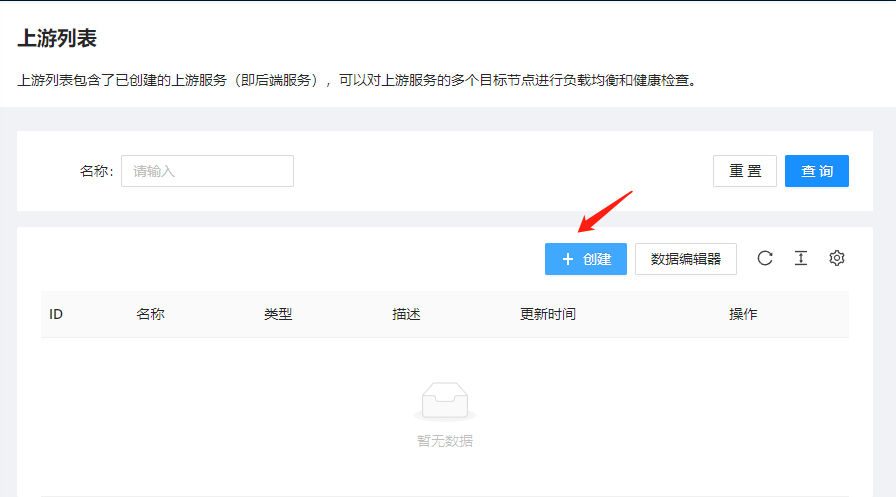 上游列表
上游列表包含了已创建的上游服务（即后端服务），可以对上游服务的多个目标节点进行负载均衡和健康检查。
名称： 请输入 重 置 查 询
+ 创建 数据编辑器
ID 名称 类型 描述 更新时间 操作
暂无数据